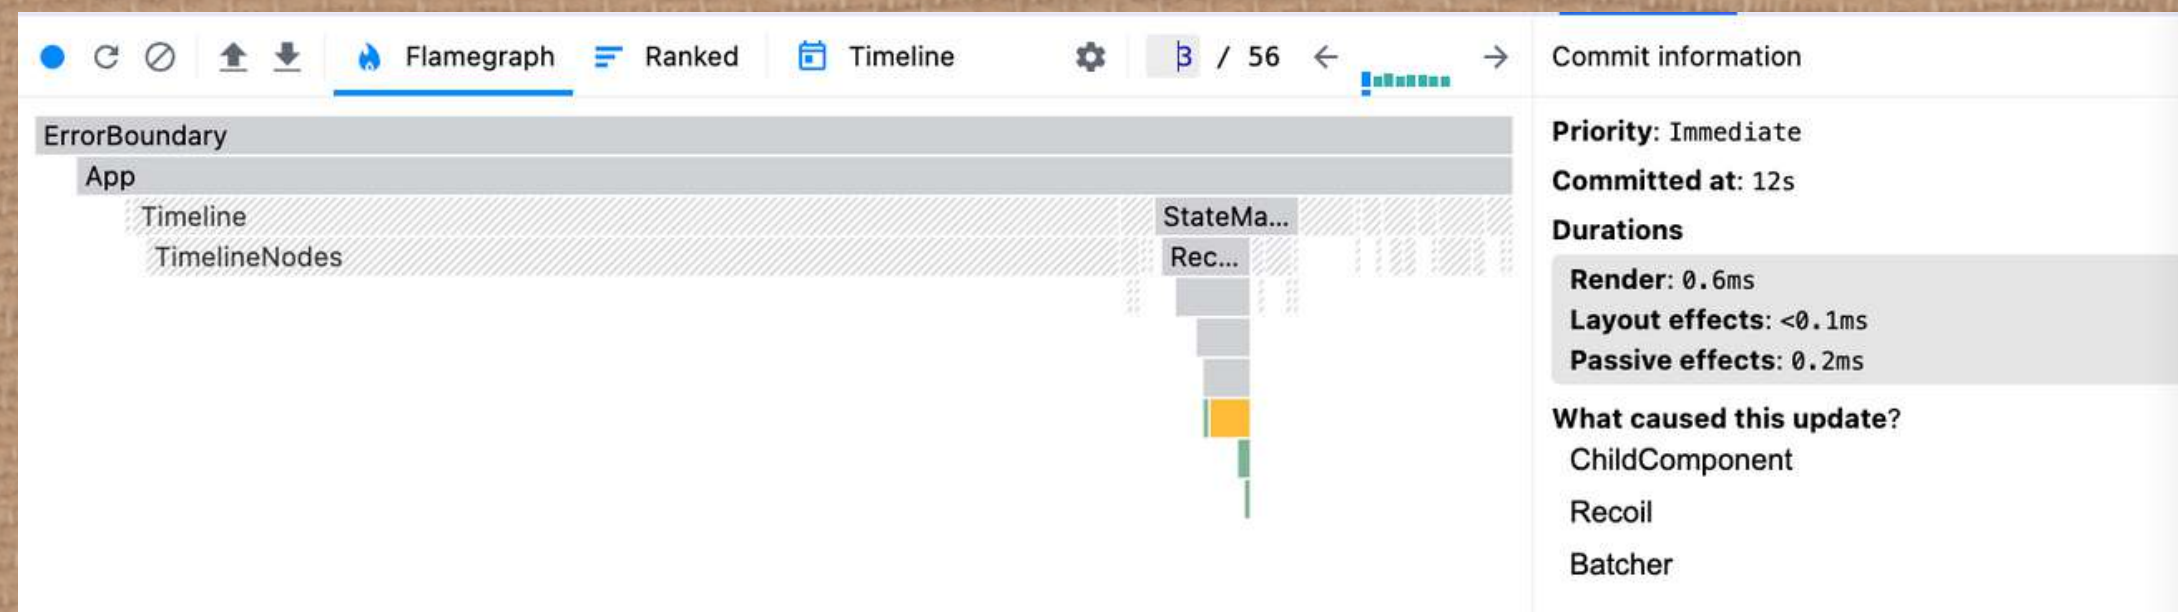 Flamegraph Ranked Timeline 3 / 56 ← →
Commit information
ErrorBoundary
App
Timeline StateMa...
TimelineNodes Rec...
Priority: Immediate
Committed at: 12s
Durations
Render: 0.6ms
Layout effects: <0.1ms
Passive effects: 0.2ms
What caused this update?
ChildComponent
Recoil
Batcher